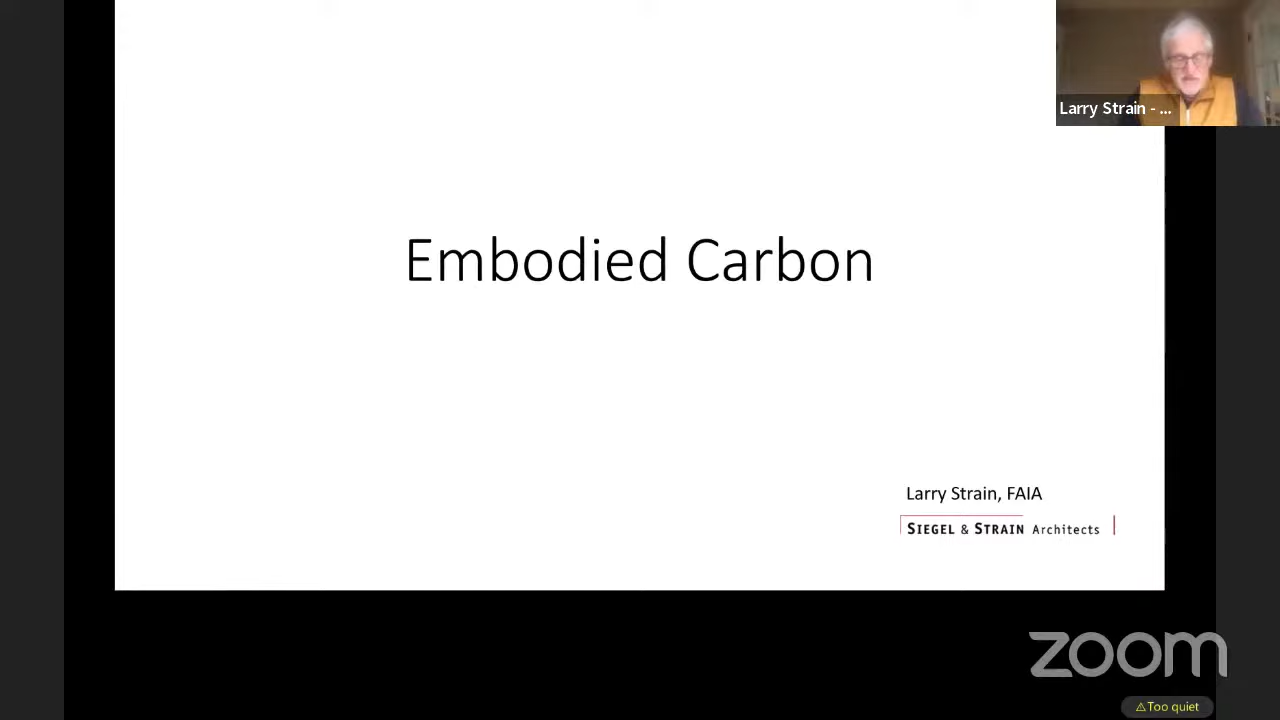 Larry Strain - ...
Embodied Carbon
Larry Strain, FAIA
SIEGEL & STRAIN Architects
zoom
⚠Too quiet